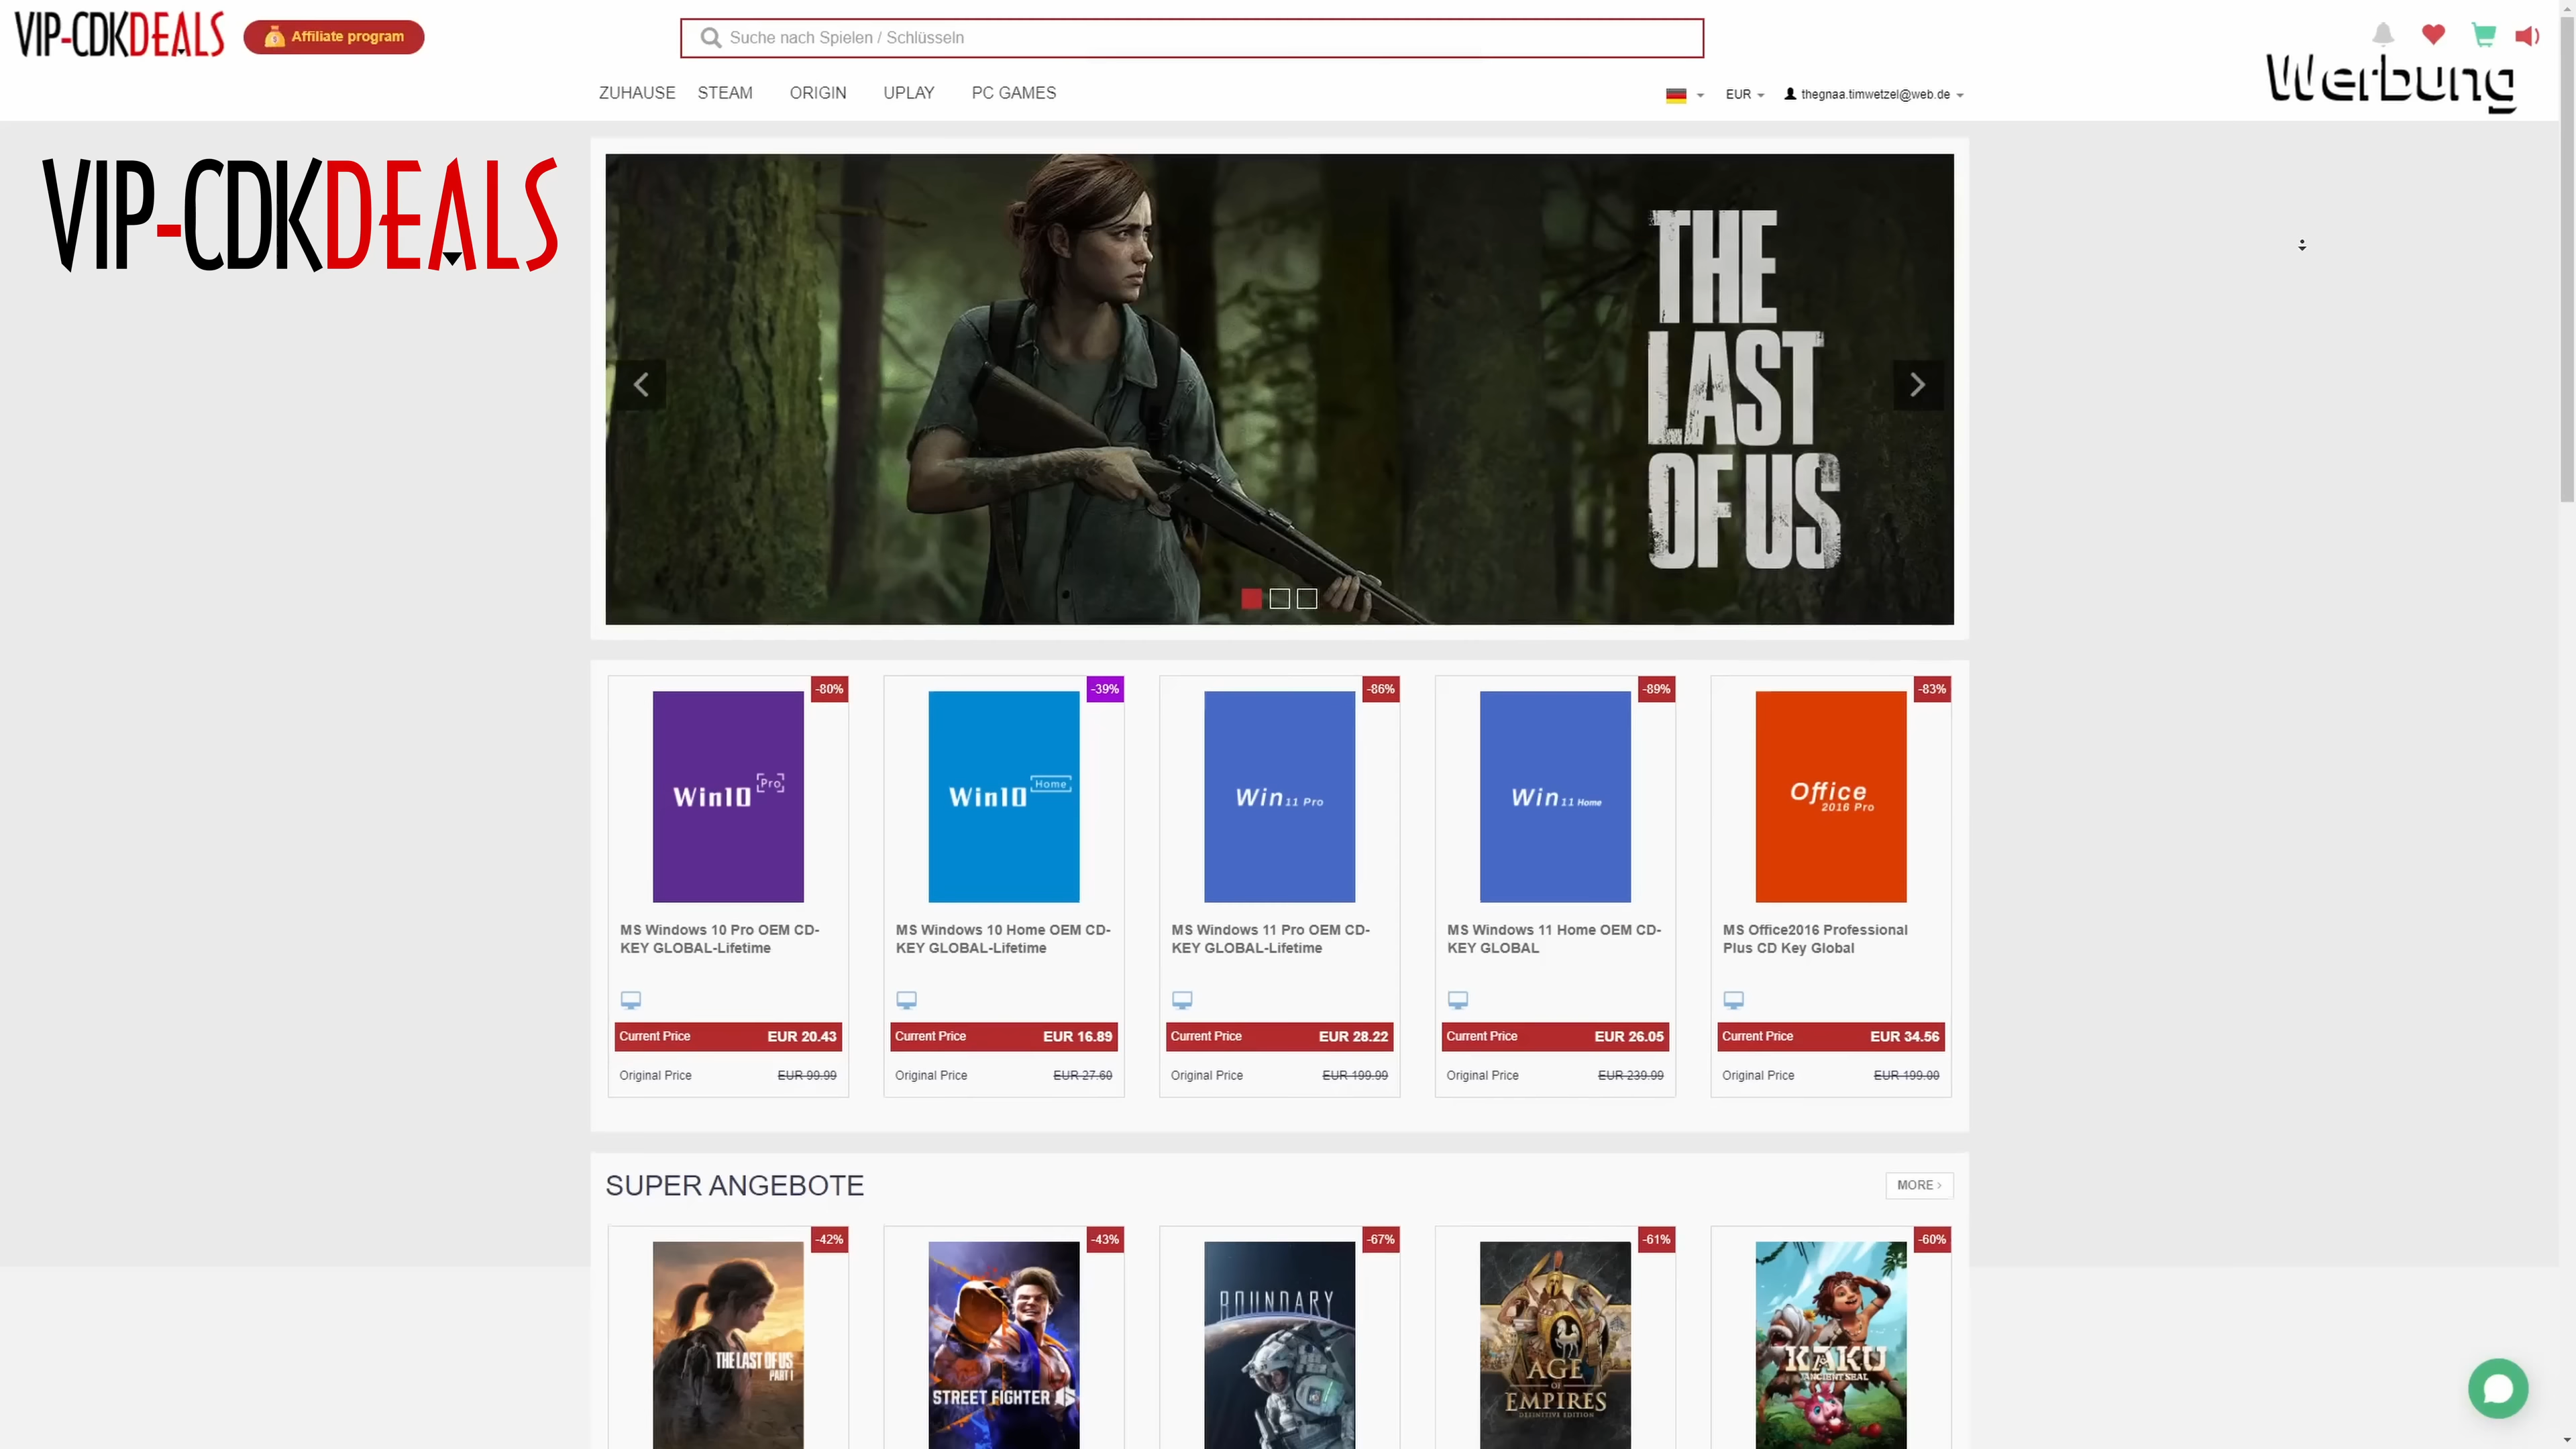 VIP-CDKDEALS
Affiliate program
Suche nach Spielen / Schlüsseln
Werbung
ZUHAUSE STEAM ORIGIN UPLAY PC GAMES
EUR thegnaa.timwetzel@web.de
VIP-CDKDEALS
THE
LAST
OF US
-80% -39% -86% -89% -83%
Win10 Pro
Win10 Home
Win 11 Pro
Win 11 Home
Office
2016 Pro
MS Windows 10 Pro OEM CD-
KEY GLOBAL-Lifetime
MS Windows 10 Home OEM CD-
KEY GLOBAL-Lifetime
MS Windows 11 Pro OEM CD-
KEY GLOBAL-Lifetime
MS Windows 11 Home OEM CD-
KEY GLOBAL
MS Office2016 Professional
Plus CD Key Global
Current Price EUR 20.43
Current Price EUR 16.89
Current Price EUR 28.22
Current Price EUR 26.05
Current Price EUR 34.56
Original Price EUR 99.99
Original Price EUR 27.60
Original Price EUR 199.99
Original Price EUR 239.99
Original Price EUR 199.00
SUPER ANGEBOTE
MORE ›
-42% -43% -67% -61% -60%
THE LAST OF US
PART I
STREET FIGHTER 6
BOUNDARY
AGE
OF
EMPIRES
DEFINITIVE EDITION
KAKU
ANCIENT SEAL